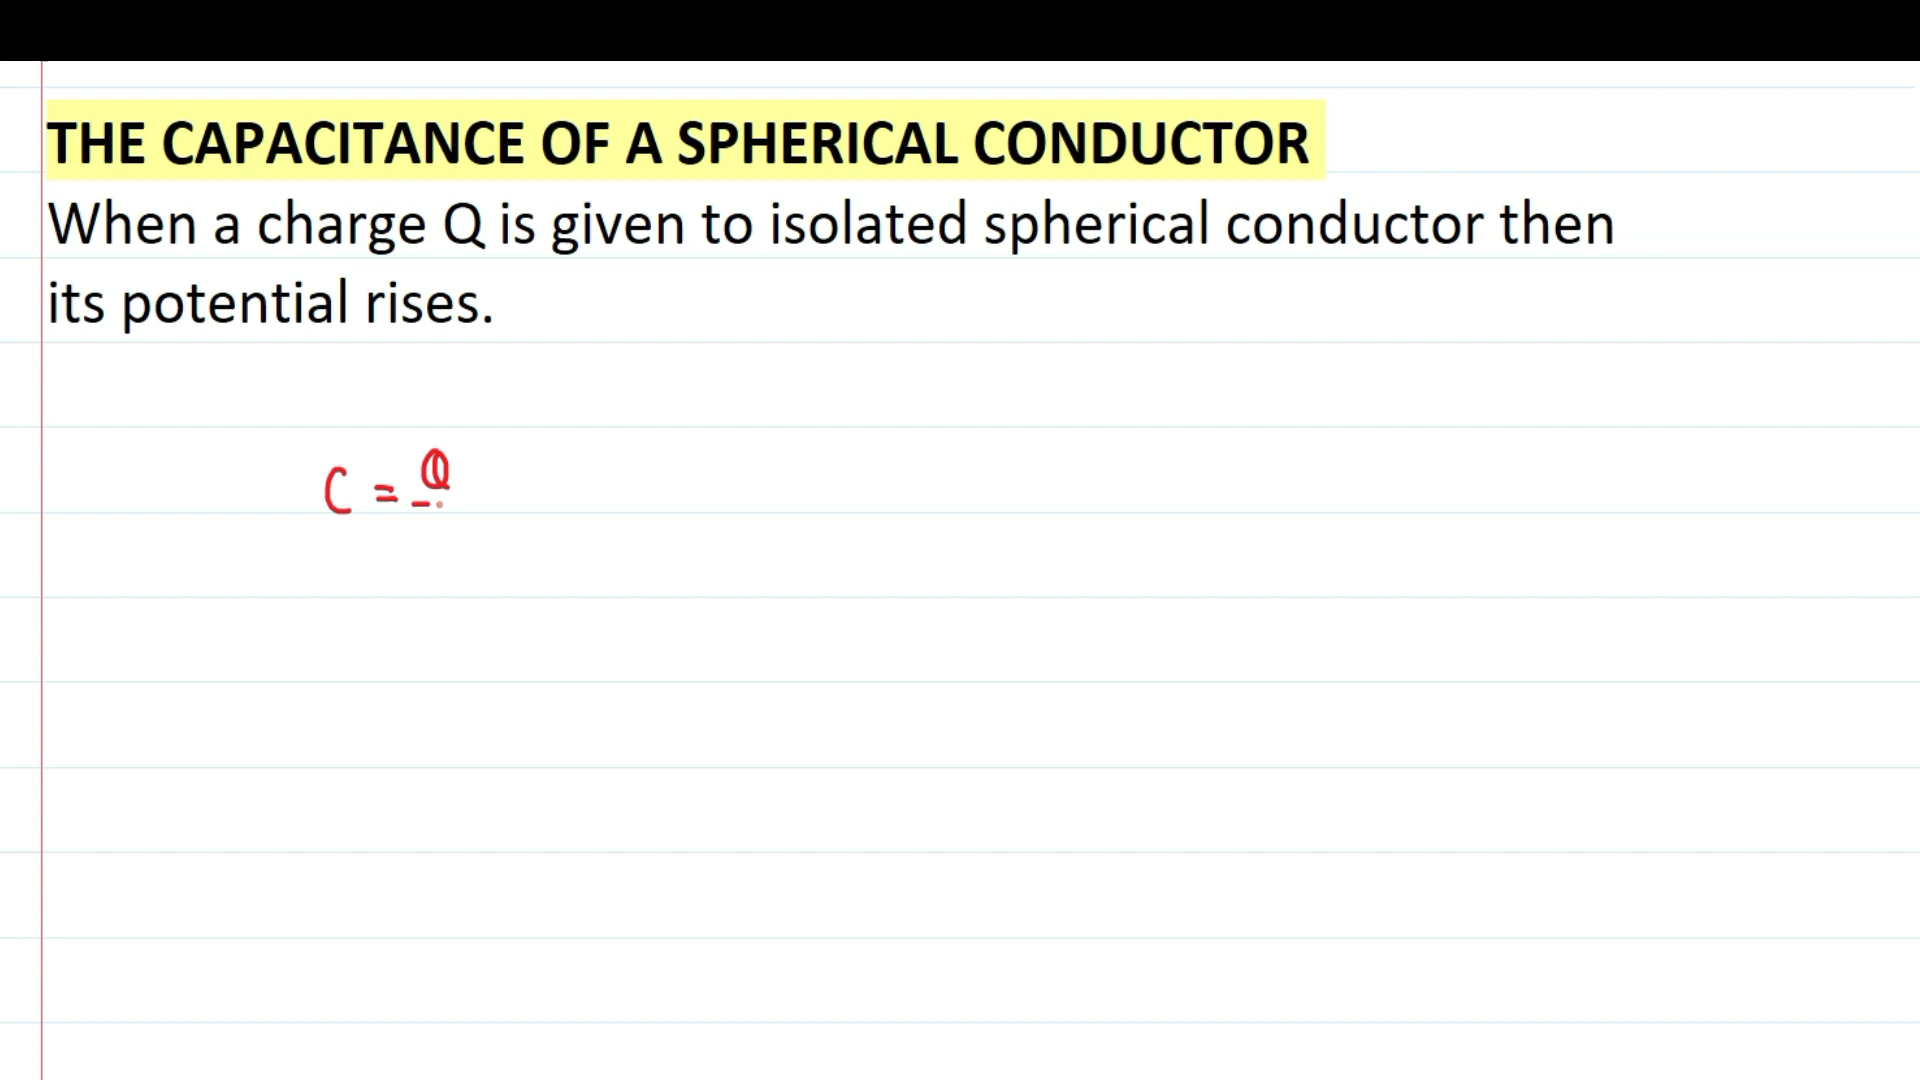 THE CAPACITANCE OF A SPHERICAL CONDUCTOR
When a charge Q is given to isolated spherical conductor then
its potential rises.
C = Q